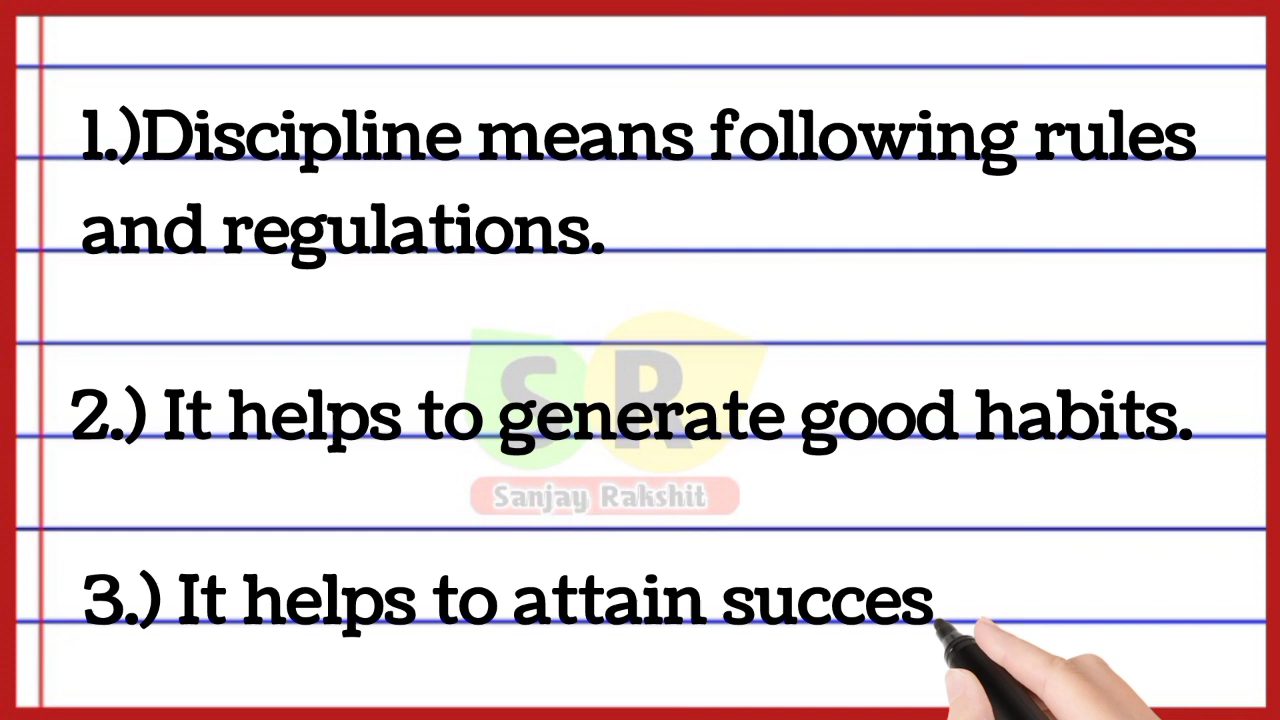 1.)Discipline means following rules
and regulations.
2.) It helps to generate good habits.
SR
Sanjay Rakshit
3.) It helps to attain succes